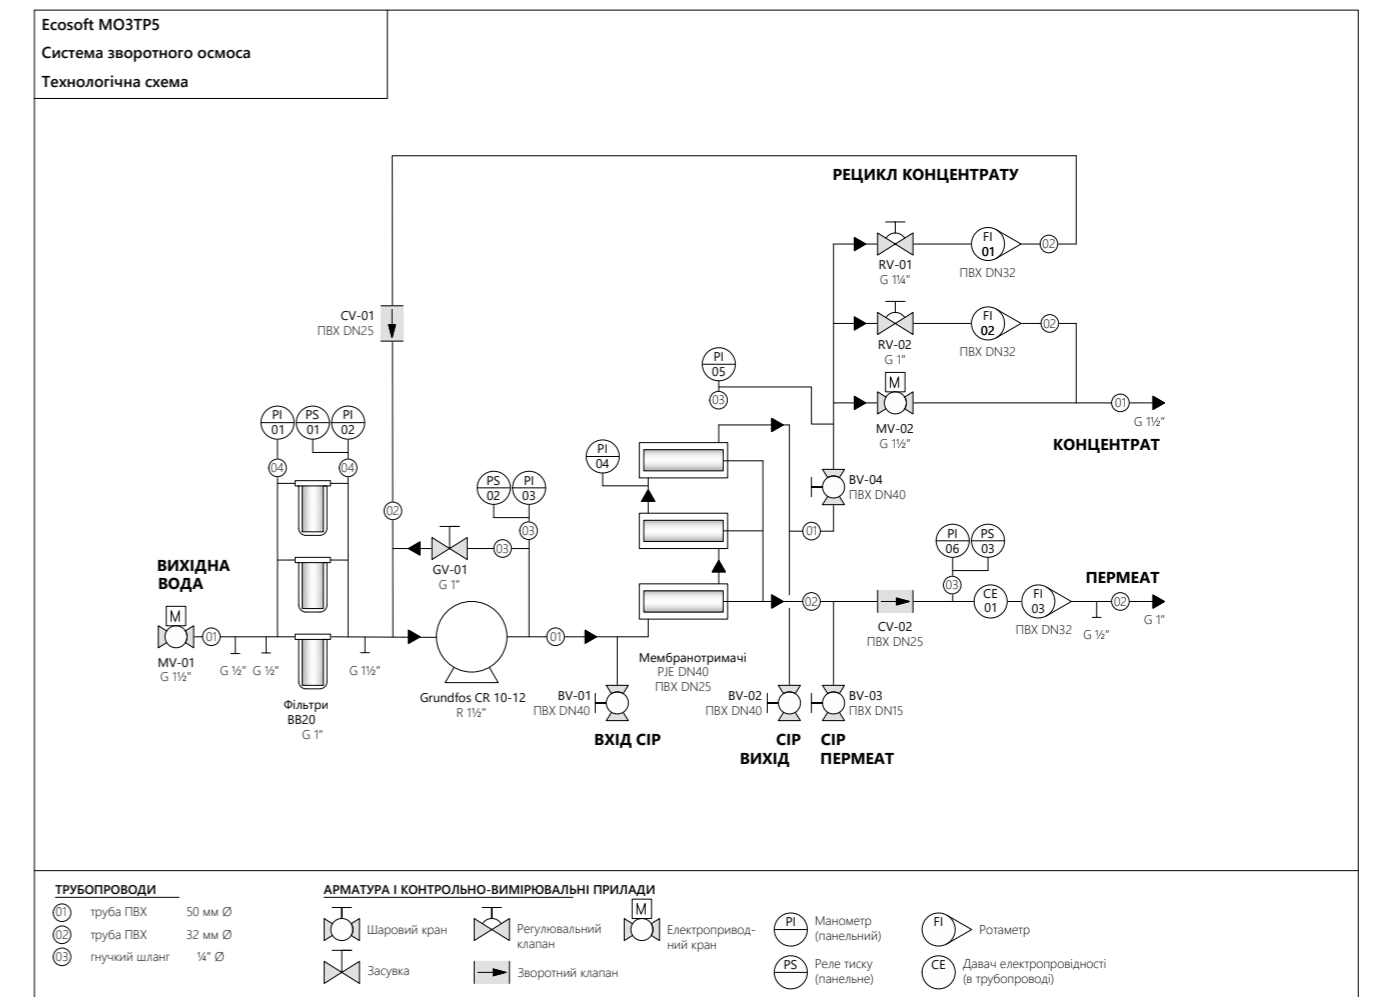 Ecosoft MO3TP5
Система зворотного осмоса
Технологічна схема
РЕЦИКЛ КОНЦЕНТРАТУ
FI
01
02
RV-01
G 1¼"
ПВХ DN32
CV-01
ПВХ DN25
FI
02
02
RV-02
G 1"
ПВХ DN32
PI
05
03
M
MV-02
G 1½"
01
G 1½"
КОНЦЕНТРАТ
PI
01
PS
01
PI
02
04
04
PI
04
BV-04
ПВХ DN40
PS
02
PI
03
02
03
03
01
GV-01
G 1"
PI
06
PS
03
03
ВИХІДНА
ВОДА
ПЕРМЕАТ
M
01
MV-01
G 1½"
G ½"
G ½"
G 1½"
01
02
CE
01
FI
03
02
CV-02
ПВХ DN25
ПВХ DN32
G ½"
G 1"
Фільтри
BB20
G 1"
Grundfos CR 10-12
R 1½"
Мембранотримачі
PJE DN40
ПВХ DN25
BV-01
ПВХ DN40
BV-02
ПВХ DN40
BV-03
ПВХ DN15
ВХІД CIP
CIP
ВИХІД
CIP
ПЕРМЕАТ
ТРУБОПРОВОДИ
01 труба ПВХ 50 мм Ø
02 труба ПВХ 32 мм Ø
03 гнучкий шланг ¼" Ø
АРМАТУРА І КОНТРОЛЬНО-ВИМІРЮВАЛЬНІ ПРИЛАДИ
Шаровий кран
Засувка
Регулювальний
клапан
Зворотний клапан
M
Електропривод-
ний кран
PI
Манометр
(панельний)
PS
Реле тиску
(панельне)
FI
Ротаметр
CE
Давач електропровідності
(в трубопроводі)